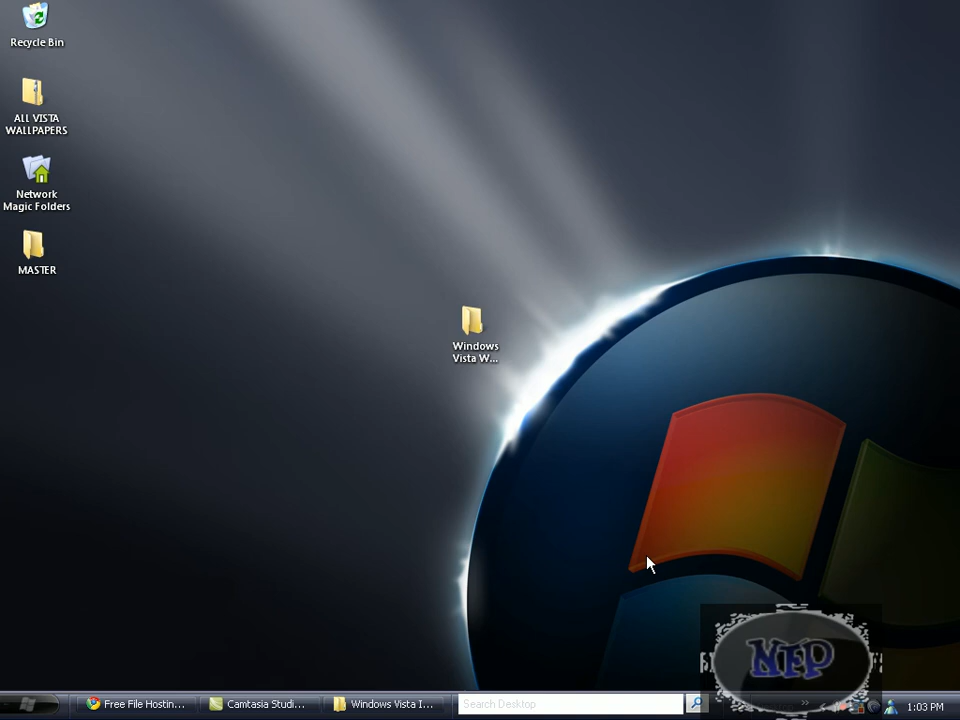 Recycle Bin
ALL VISTA
WALLPAPERS
Network
Magic Folders
MASTER
Windows
Vista W...
NFP
Free File Hostin...
Camtasia Studi...
Windows Vista I...
Search Desktop
1:03 PM